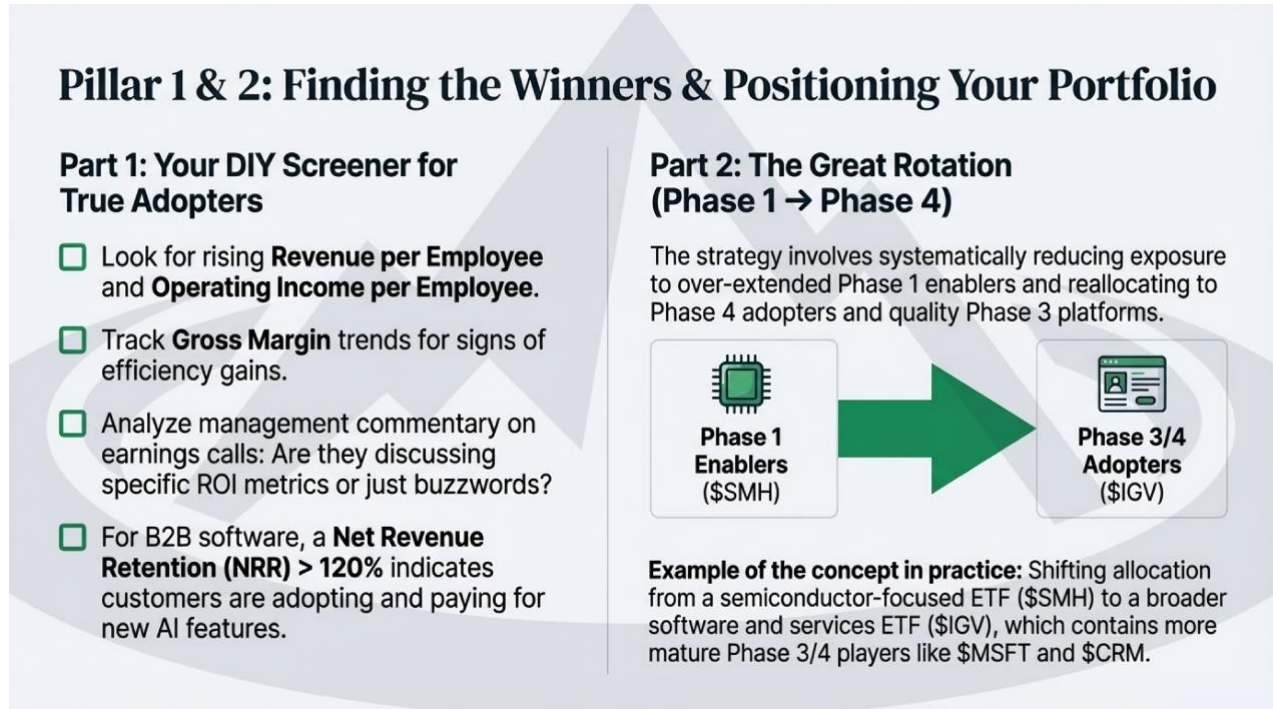 Pillar 1 & 2: Finding the Winners & Positioning Your Portfolio
Part 1: Your DIY Screener for
True Adopters
Look for rising Revenue per Employee
and Operating Income per Employee.
Track Gross Margin trends for signs of
efficiency gains.
Analyze management commentary on
earnings calls: Are they discussing
specific ROI metrics or just buzzwords?
For B2B software, a Net Revenue
Retention (NRR) > 120% indicates
customers are adopting and paying for
new AI features.
Part 2: The Great Rotation
(Phase 1 → Phase 4)
The strategy involves systematically reducing exposure
to over-extended Phase 1 enablers and reallocating to
Phase 4 adopters and quality Phase 3 platforms.
Phase 1
Enablers
($SMH)
Phase 3/4
Adopters
($IGV)
Example of the concept in practice: Shifting allocation
from a semiconductor-focused ETF ($SMH) to a broader
software and services ETF ($IGV), which contains more
mature Phase 3/4 players like $MSFT and $CRM.